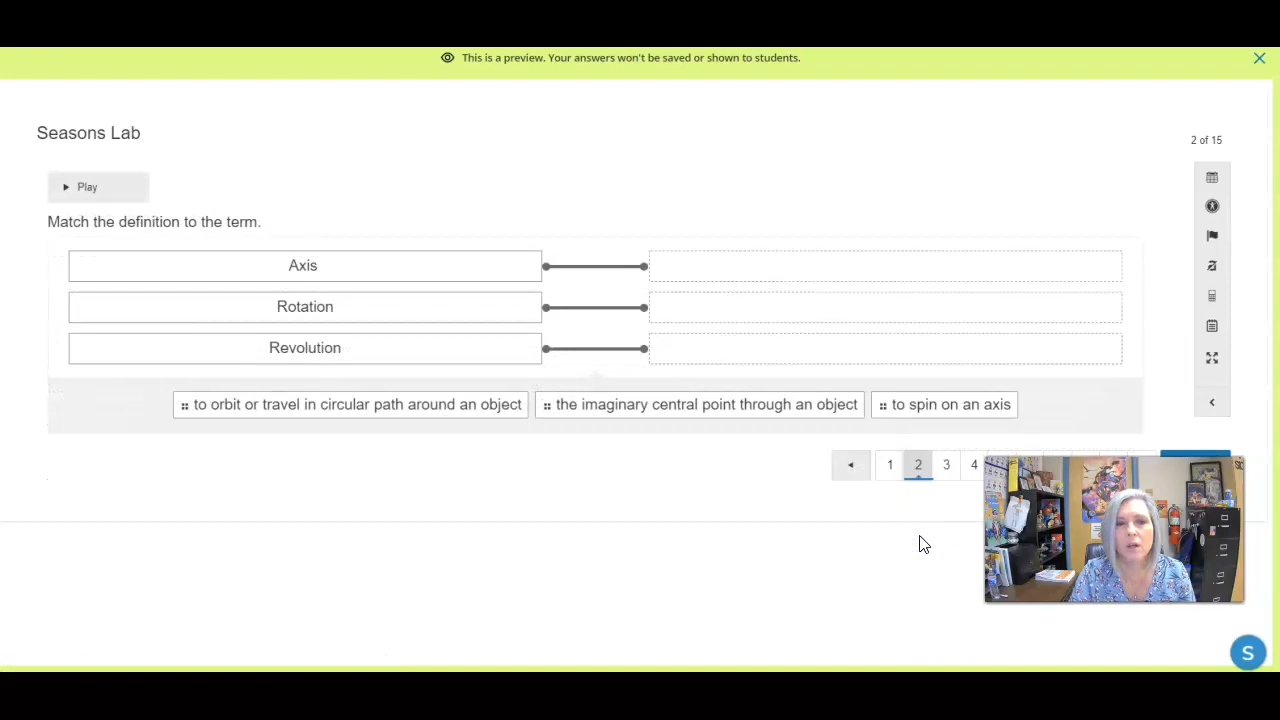 This is a preview. Your answers won't be saved or shown to students.
Seasons Lab
2 of 15
Play
Match the definition to the term.
Axis
Rotation
Revolution
to orbit or travel in circular path around an object
the imaginary central point through an object
to spin on an axis
1 2 3 4
S